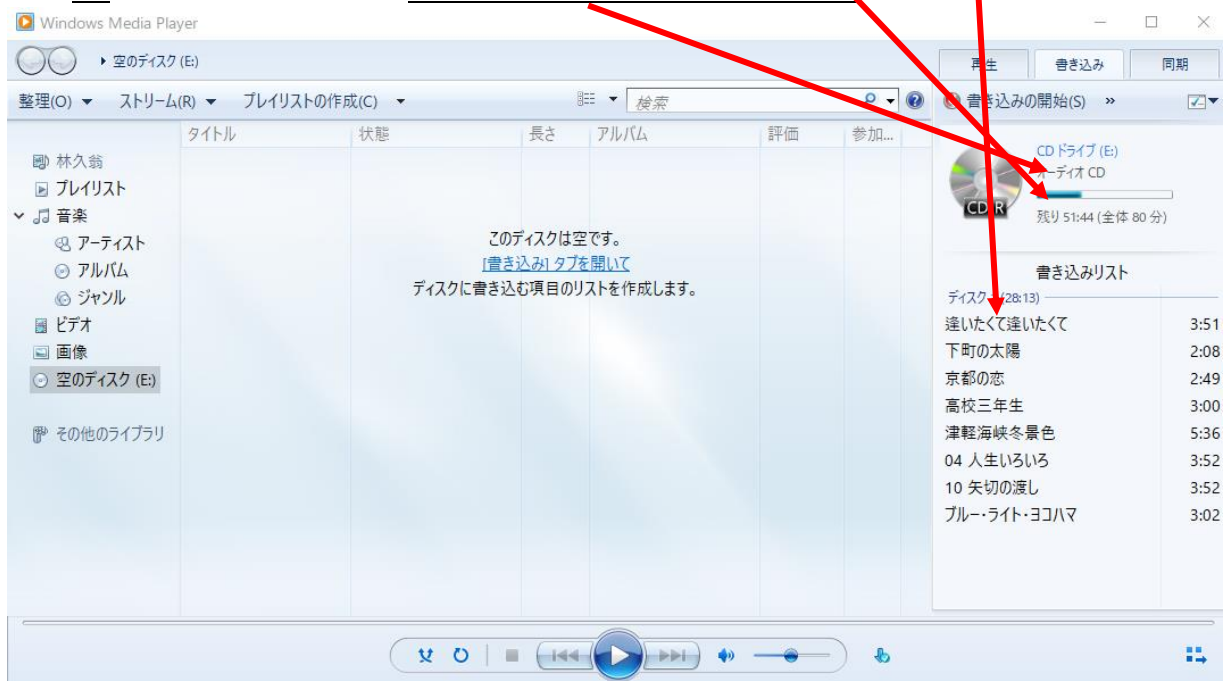 Windows Media Player
空のディスク (E:)
再生 書き込み 同期
整理(O) ストリーム(R) プレイリストの作成(C) 検索 書き込みの開始(S) »
タイトル 状態 長さ アルバム 評価 参加...
林久翁
プレイリスト
音楽
アーティスト
アルバム
ジャンル
ビデオ
画像
空のディスク (E:)
その他のライブラリ
このディスクは空です。
[書き込み] タブを開いて
ディスクに書き込む項目のリストを作成します。
CD ドライブ (E:)
オーディオ CD
CD-R
残り 51:44 (全体 80 分)
書き込みリスト
ディスク (28:13)
逢いたくて逢いたくて 3:51
下町の太陽 2:08
京都の恋 2:49
高校三年生 3:00
津軽海峡冬景色 5:36
04 人生いろいろ 3:52
10 矢切の渡し 3:52
ブルー・ライト・ヨコハマ 3:02